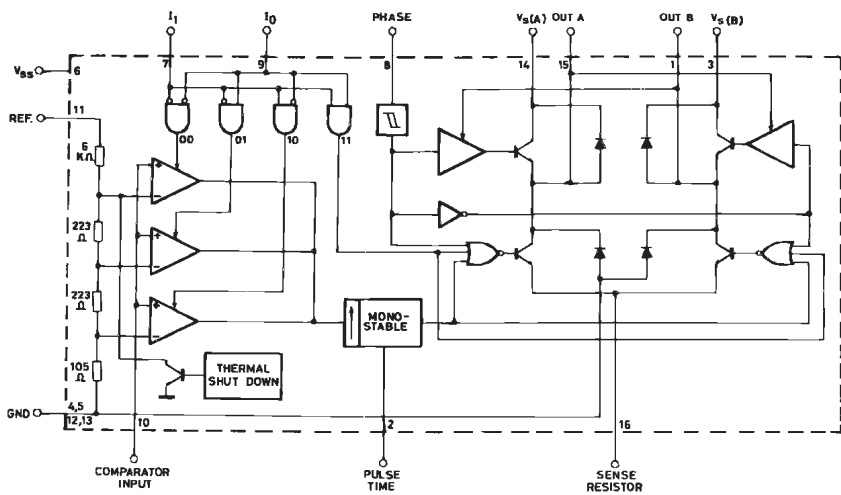 I1 I0 PHASE VS(A) OUT A OUT B VS(B)
7 9 8 14 15 1 3
VSS 6
REF. 11
00 01 10 11
6
KΩ
+
−
223
Ω
+
−
223
Ω
+
−
105
Ω
MONO-
STABLE
THERMAL
SHUT DOWN
GND 4,5
12,13
10 2 16
COMPARATOR
INPUT
PULSE
TIME
SENSE
RESISTOR